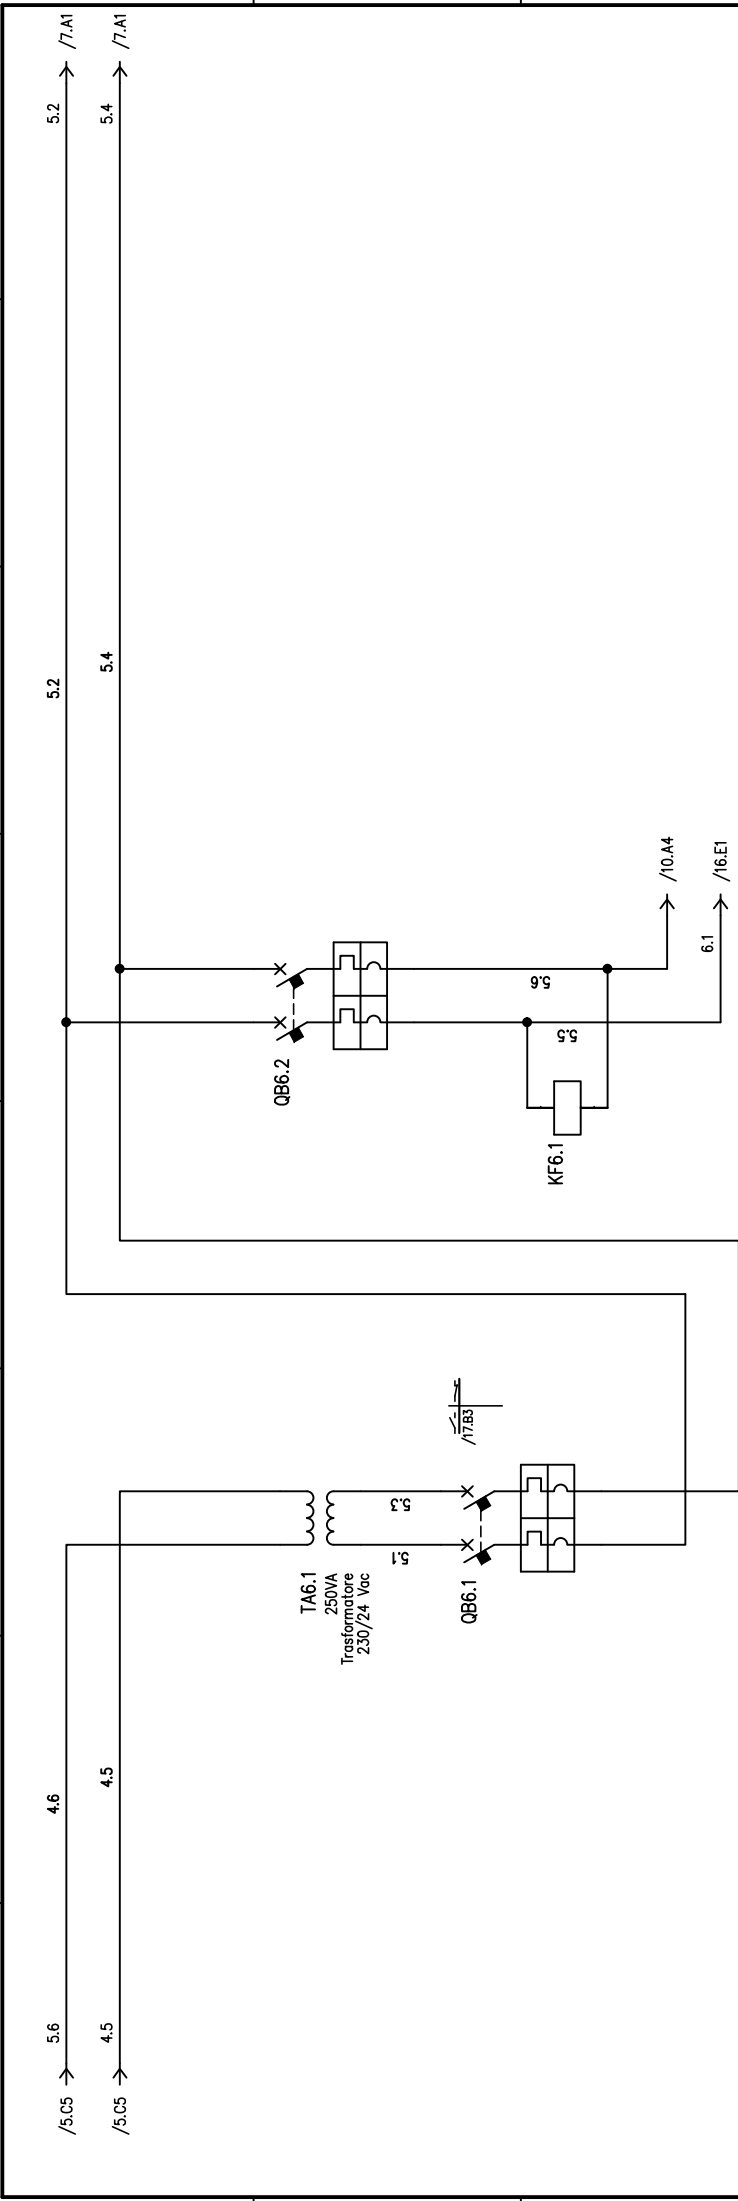 /5.C5
5.6
4.6
5.2
5.2
/7.A1
/5.C5
4.5
4.5
5.4
5.4
/7.A1
TA6.1
250VA
Trasformatore
230/24 Vac
5.1
5.3
QB6.1
/17.B3
QB6.2
5.5
5.6
KF6.1
/10.A4
6.1
/16.E1